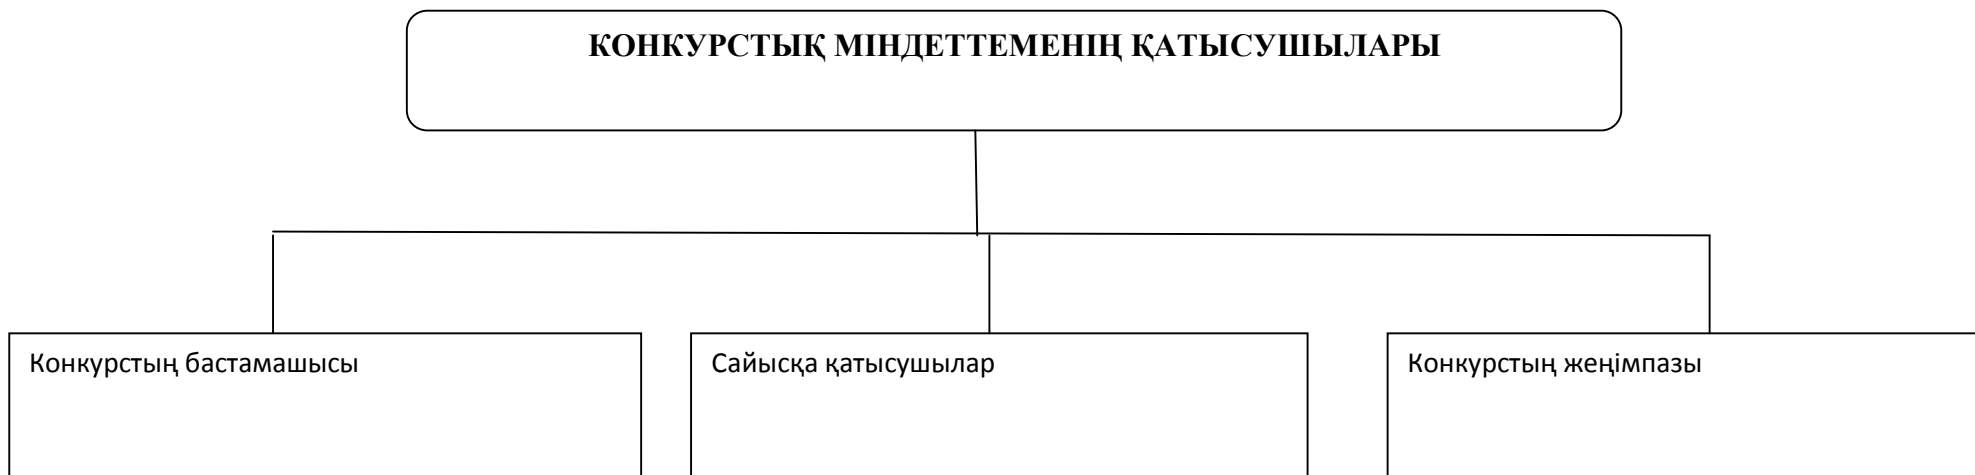 КОНКУРСТЫҚ МІНДЕТТЕМЕНІҢ ҚАТЫСУШЫЛАРЫ
Конкурстың бастамашысы
Сайысқа қатысушылар
Конкурстың жеңімпазы